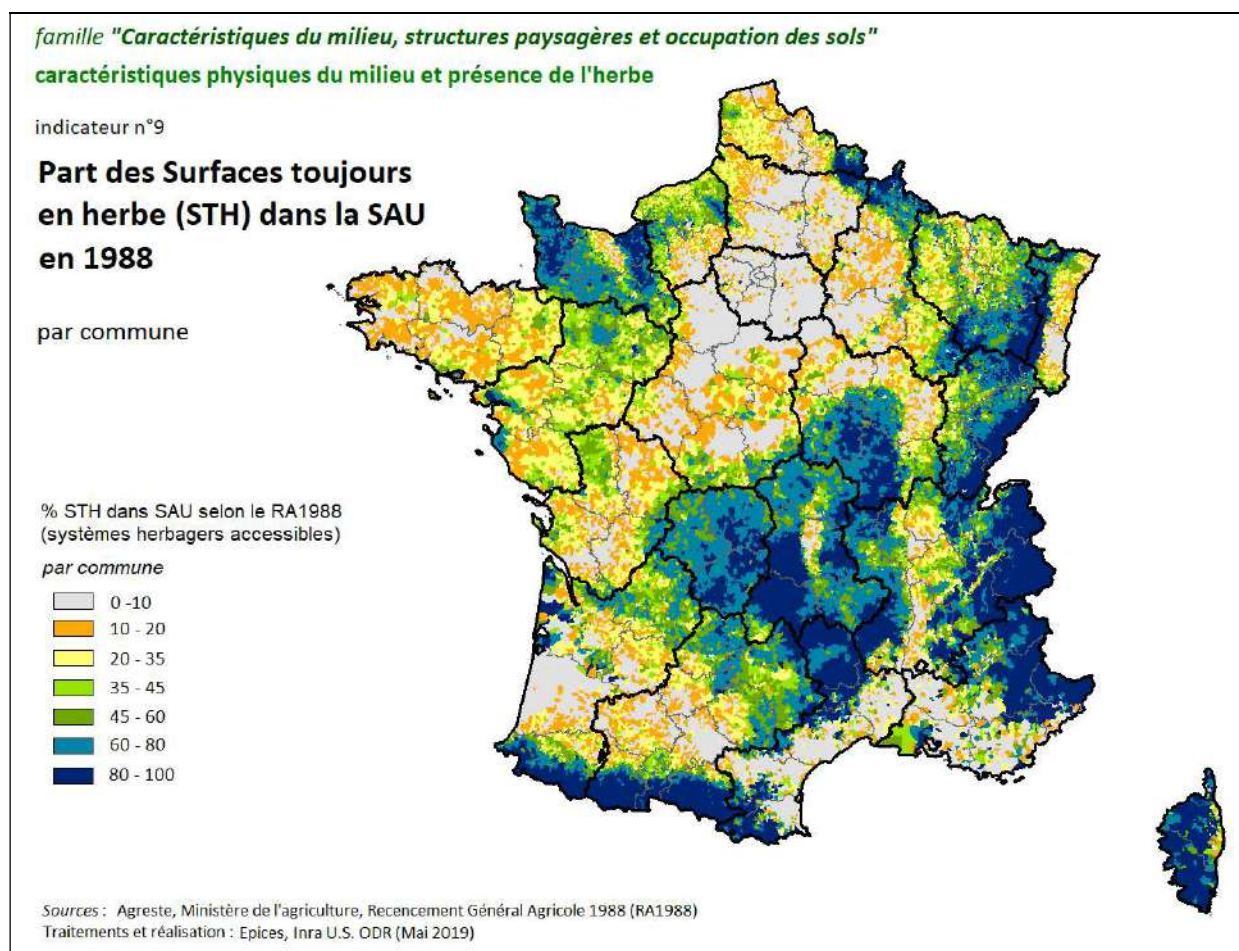 famille "Caractéristiques du milieu, structures paysagères et occupation des sols"
caractéristiques physiques du milieu et présence de l'herbe
indicateur n°9
Part des Surfaces toujours
en herbe (STH) dans la SAU
en 1988
par commune
% STH dans SAU selon le RA1988
(systèmes herbagers accessibles)
par commune
0 -10
10 - 20
20 - 35
35 - 45
45 - 60
60 - 80
80 - 100
Sources : Agreste, Ministère de l'agriculture, Recencement Général Agricole 1988 (RA1988)
Traitements et réalisation : Epices, Inra U.S. ODR (Mai 2019)